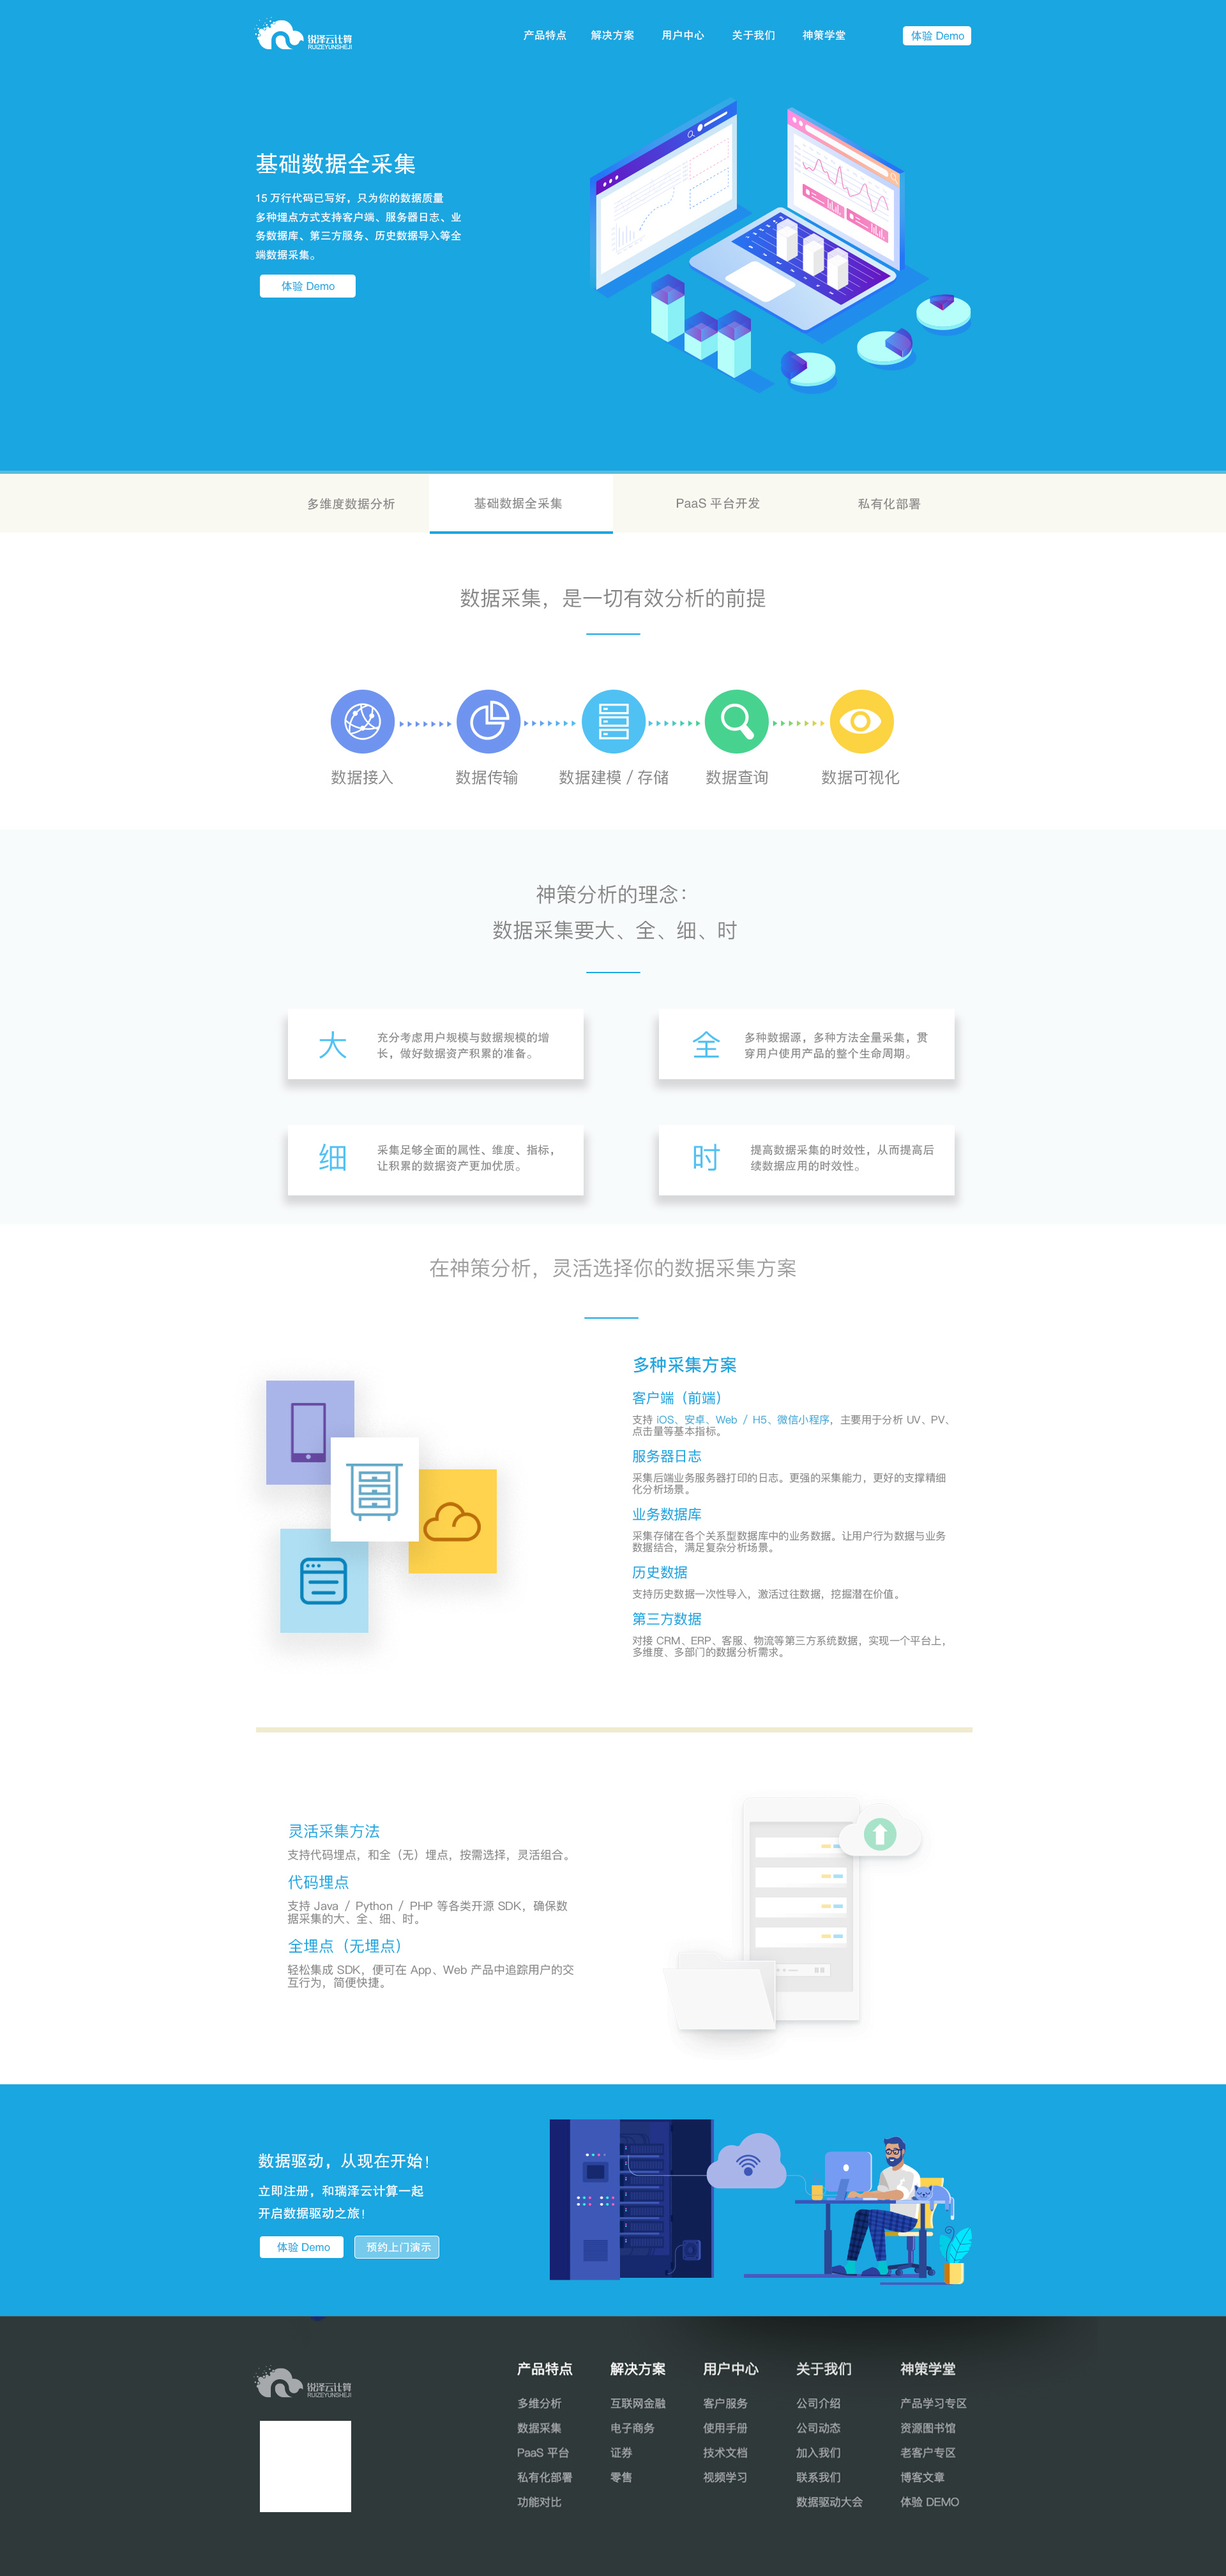 锐泽云计算
RUIZEYUNSHEJI
产品特点 解决方案 用户中心 关于我们 神策学堂 体验 Demo
基础数据全采集
15 万行代码已写好，只为你的数据质量
多种埋点方式支持客户端、服务器日志、业
务数据库、第三方服务、历史数据导入等全
端数据采集。
体验 Demo
多维度数据分析 基础数据全采集 PaaS 平台开发 私有化部署
数据采集，是一切有效分析的前提
数据接入 数据传输 数据建模 / 存储 数据查询 数据可视化
神策分析的理念：
数据采集要大、全、细、时
大
充分考虑用户规模与数据规模的增
长，做好数据资产积累的准备。
全
多种数据源，多种方法全量采集，贯
穿用户使用产品的整个生命周期。
细
采集足够全面的属性、维度、指标，
让积累的数据资产更加优质。
时
提高数据采集的时效性，从而提高后
续数据应用的时效性。
在神策分析，灵活选择你的数据采集方案
多种采集方案
客户端（前端）
支持 iOS、安卓、Web / H5、微信小程序，主要用于分析 UV、PV、
点击量等基本指标。
服务器日志
采集后端业务服务器打印的日志。更强的采集能力，更好的支撑精细
化分析场景。
业务数据库
采集存储在各个关系型数据库中的业务数据。让用户行为数据与业务
数据结合，满足复杂分析场景。
历史数据
支持历史数据一次性导入，激活过往数据，挖掘潜在价值。
第三方数据
对接 CRM、ERP、客服、物流等第三方系统数据，实现一个平台上，
多维度、多部门的数据分析需求。
灵活采集方法
支持代码埋点，和全（无）埋点，按需选择，灵活组合。
代码埋点
支持 Java / Python / PHP 等各类开源 SDK，确保数
据采集的大、全、细、时。
全埋点（无埋点）
轻松集成 SDK，便可在 App、Web 产品中追踪用户的交
互行为，简便快捷。
数据驱动，从现在开始！
立即注册，和瑞泽云计算一起
开启数据驱动之旅！
体验 Demo 预约上门演示
锐泽云计算
RUIZEYUNSHEJI
产品特点 解决方案 用户中心 关于我们 神策学堂
多维分析 互联网金融 客户服务 公司介绍 产品学习专区
数据采集 电子商务 使用手册 公司动态 资源图书馆
PaaS 平台 证券 技术文档 加入我们 老客户专区
私有化部署 零售 视频学习 联系我们 博客文章
功能对比 数据驱动大会 体验 DEMO